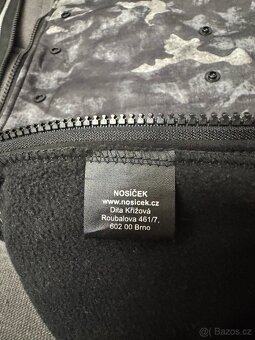 NOSÍČEK
www.nosicek.cz
Dita Křížová
Roubalova 461/7,
602 00 Brno
Bazos.cz